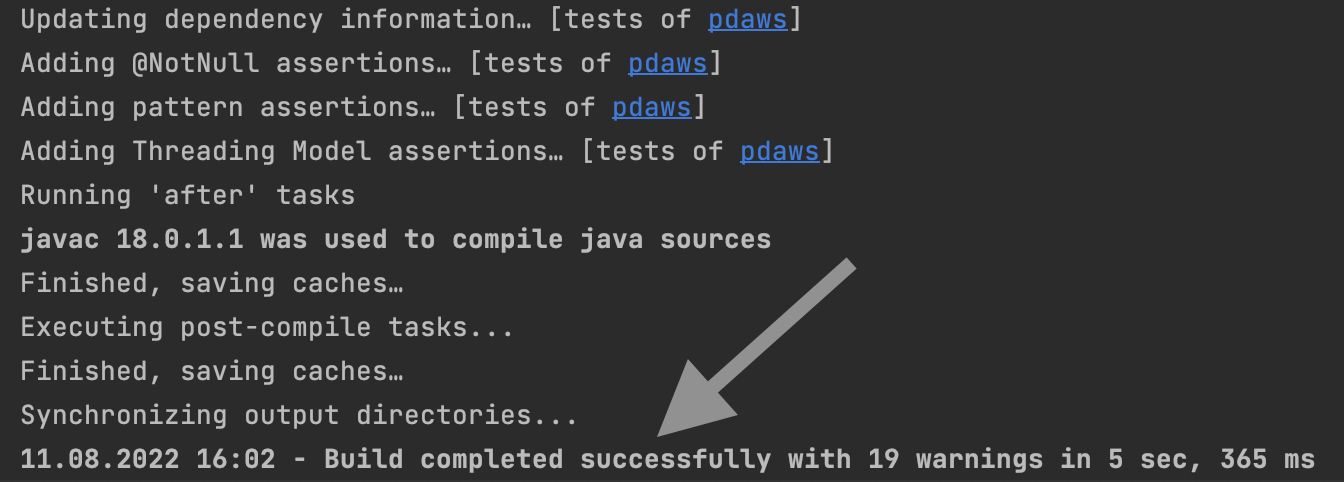 Updating dependency information… [tests of pdaws]
Adding @NotNull assertions… [tests of pdaws]
Adding pattern assertions… [tests of pdaws]
Adding Threading Model assertions… [tests of pdaws]
Running 'after' tasks
javac 18.0.1.1 was used to compile java sources
Finished, saving caches…
Executing post-compile tasks...
Finished, saving caches…
Synchronizing output directories...
11.08.2022 16:02 - Build completed successfully with 19 warnings in 5 sec, 365 ms